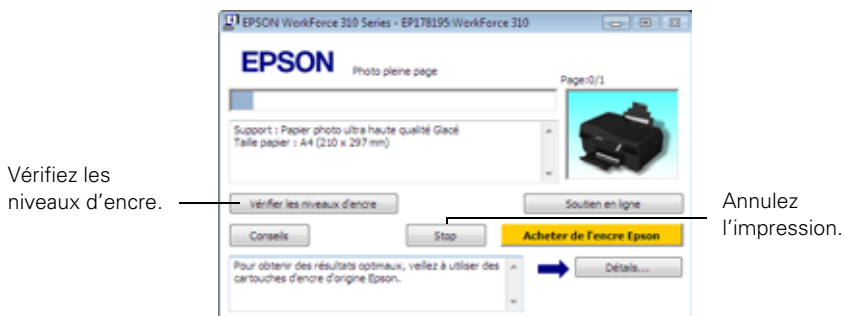 EPSON WorkForce 310 Series - EP178195:WorkForce 310
EPSON
Photo pleine page
Page:0/1
Support : Papier photo ultra haute qualité Glacé
Taille papier : A4 (210 x 297 mm)
Vérifiez les
niveaux d'encre.
Vérifier les niveaux d'encre
Soutien en ligne
Annulez
l'impression.
Conseils
Stop
Acheter de l'encre Epson
Pour obtenir des résultats optimaux, veillez à utiliser des
cartouches d'encre d'origine Epson.
Détails...